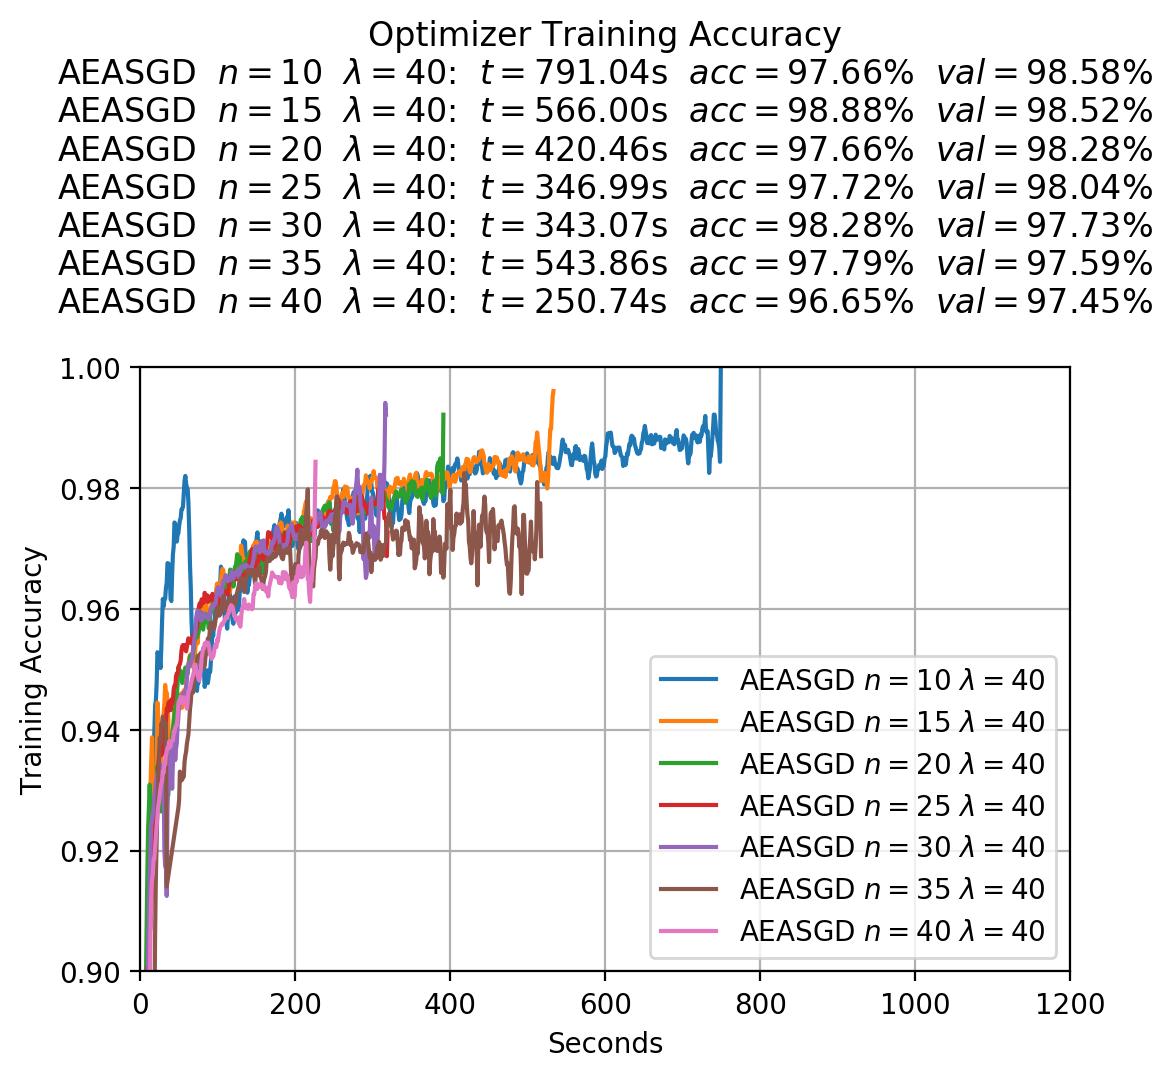 Optimizer Training Accuracy
AEASGD n = 10 λ = 40: t = 791.04s acc = 97.66% val = 98.58%
AEASGD n = 15 λ = 40: t = 566.00s acc = 98.88% val = 98.52%
AEASGD n = 20 λ = 40: t = 420.46s acc = 97.66% val = 98.28%
AEASGD n = 25 λ = 40: t = 346.99s acc = 97.72% val = 98.04%
AEASGD n = 30 λ = 40: t = 343.07s acc = 98.28% val = 97.73%
AEASGD n = 35 λ = 40: t = 543.86s acc = 97.79% val = 97.59%
AEASGD n = 40 λ = 40: t = 250.74s acc = 96.65% val = 97.45%
1.00
0.98
0.96
0.94
0.92
0.90
Training Accuracy
AEASGD n = 10 λ = 40
AEASGD n = 15 λ = 40
AEASGD n = 20 λ = 40
AEASGD n = 25 λ = 40
AEASGD n = 30 λ = 40
AEASGD n = 35 λ = 40
AEASGD n = 40 λ = 40
0 200 400 600 800 1000 1200
Seconds